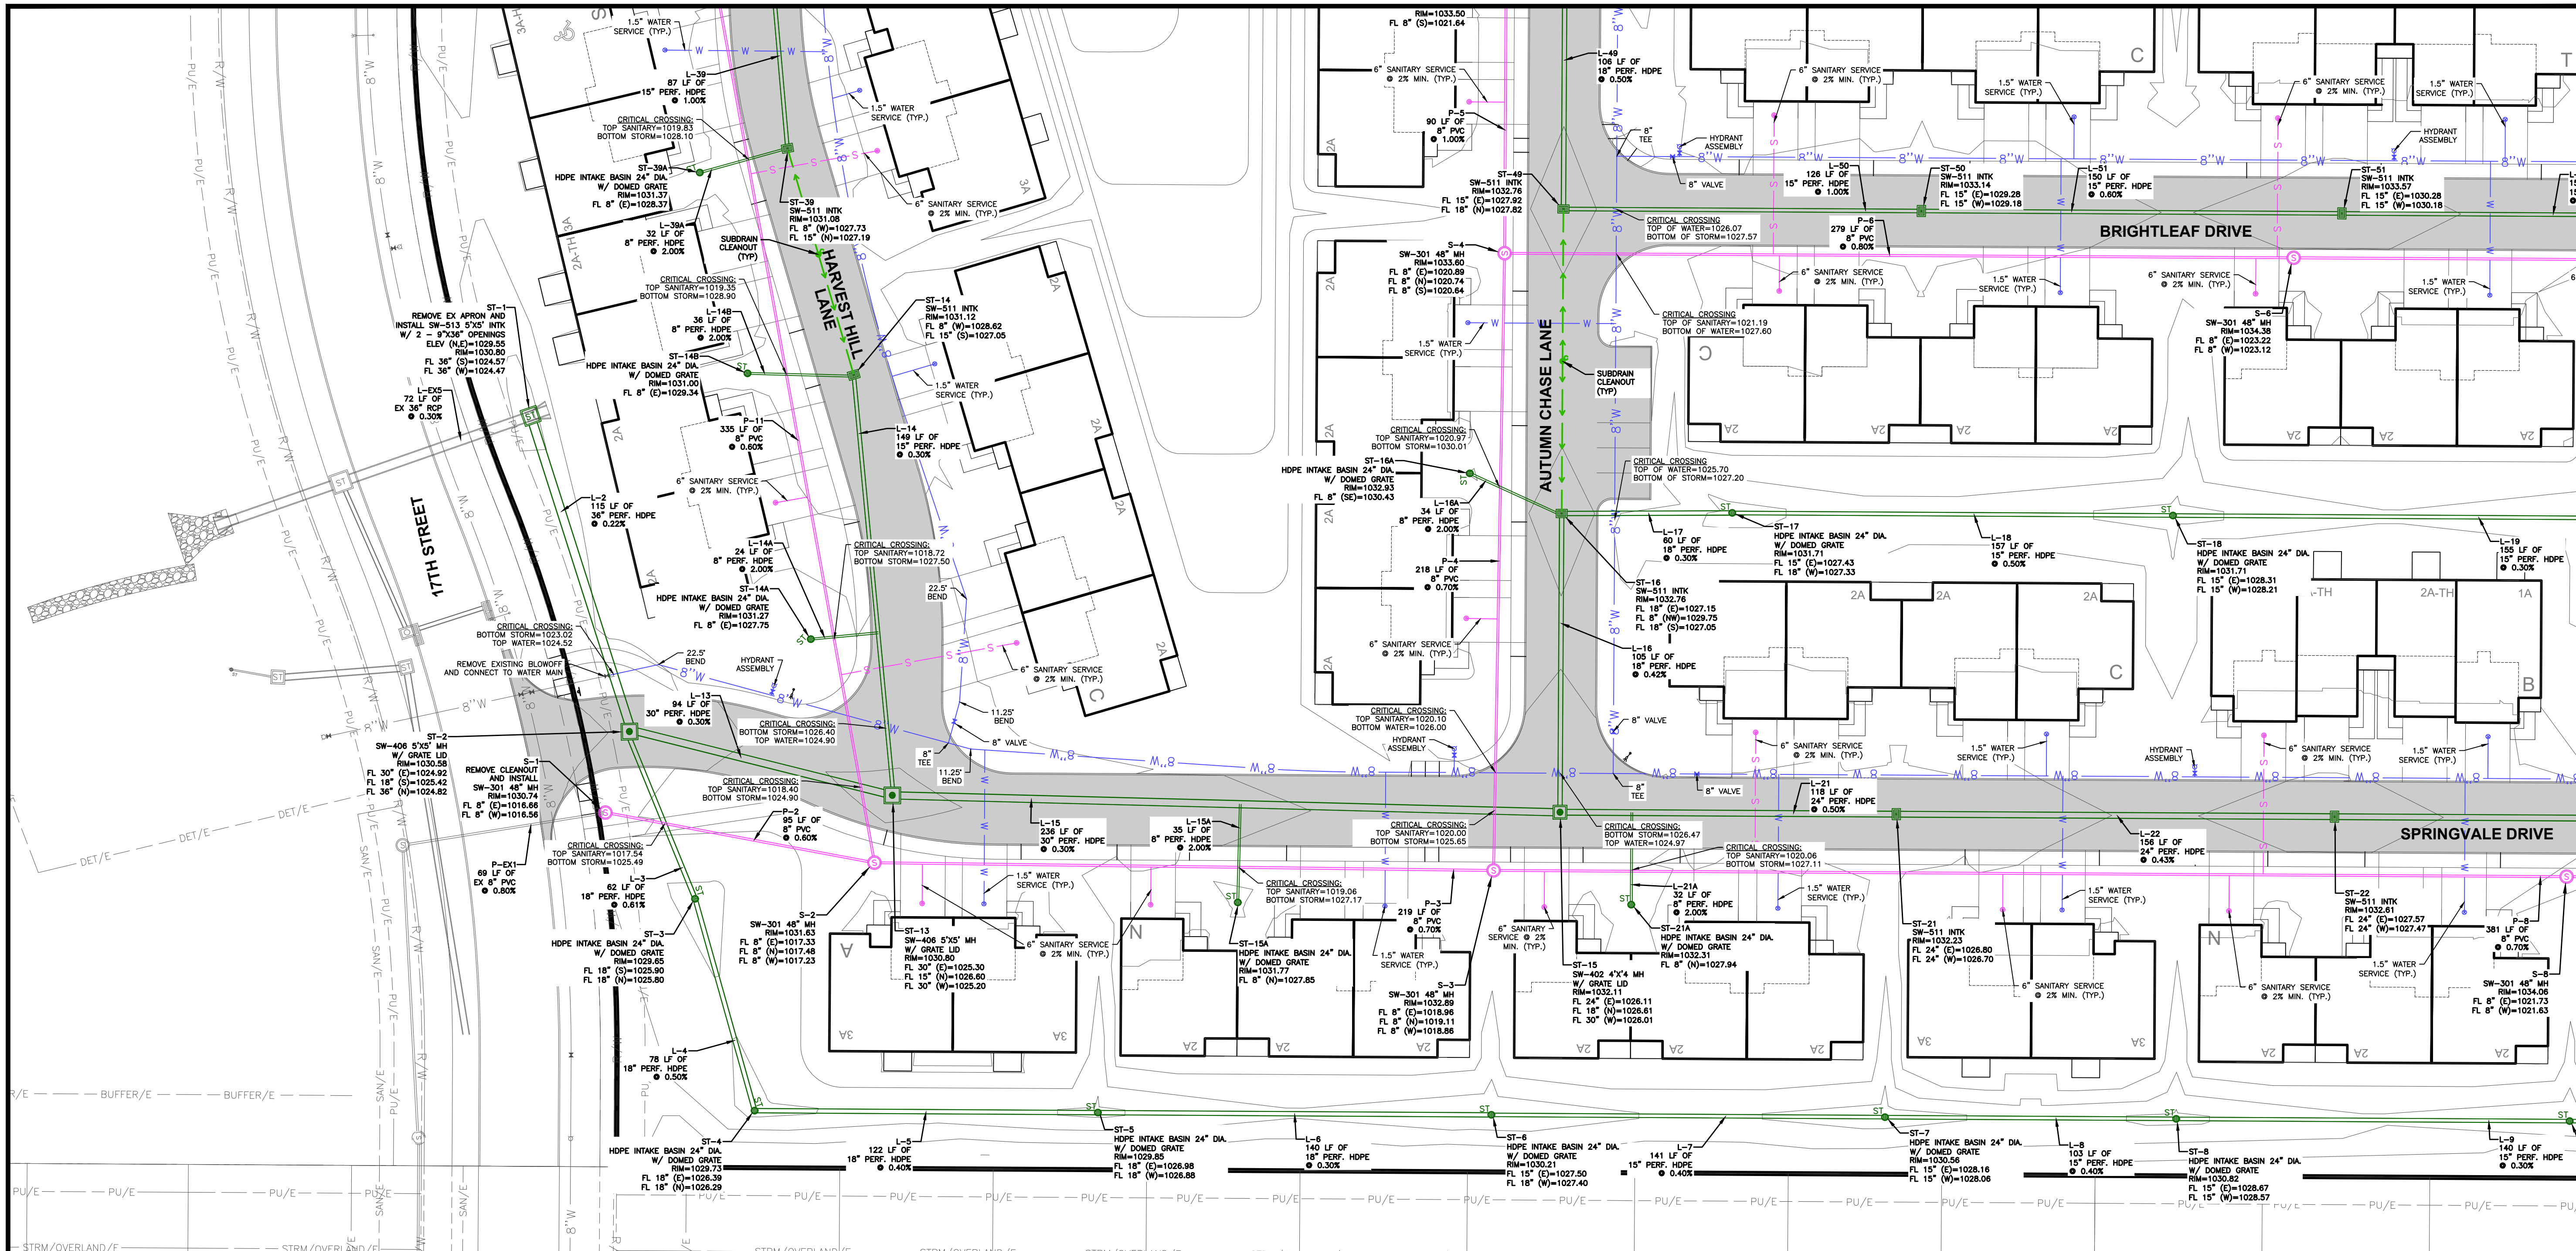 1.5" WATER
SERVICE (TYP.)
L-39
87 LF OF
15" PERF. HDPE
@ 1.00%
CRITICAL CROSSING:
TOP SANITARY=1019.83
BOTTOM STORM=1028.10
ST-39A
HDPE INTAKE BASIN 24" DIA.
W/ DOMED GRATE
RIM=1031.37
FL 8" (E)=1028.37
L-39A
32 LF OF
8" PERF. HDPE
@ 2.00%
SUBDRAIN
CLEANOUT
(TYP)
ST-39
SW-511 INTK
RIM=1031.08
FL 8" (W)=1027.73
FL 15" (N)=1027.19
1.5" WATER
SERVICE (TYP.)
6" SANITARY SERVICE
@ 2% MIN. (TYP.)
HARVEST HILL
LANE
CRITICAL CROSSING:
TOP SANITARY=1019.35
BOTTOM STORM=1028.90
L-14B
36 LF OF
8" PERF. HDPE
@ 2.00%
ST-14
SW-511 INTK
RIM=1031.12
FL 8" (W)=1028.62
FL 15" (S)=1027.05
ST-1
REMOVE EX APRON AND
INSTALL SW-513 5'X5' INTK
W/ 2 - 9"X36" OPENINGS
ELEV (N,E)=1029.55
RIM=1030.80
FL 36" (S)=1024.57
FL 36" (W)=1024.47
ST-14B
HDPE INTAKE BASIN 24" DIA.
W/ DOMED GRATE
RIM=1031.00
FL 8" (E)=1029.34
L-EX5
72 LF OF
EX 36" RCP
@ 0.30%
1.5" WATER
SERVICE (TYP.)
P-11
335 LF OF
8" PVC
@ 0.60%
L-14
149 LF OF
15" PERF. HDPE
@ 0.30%
6" SANITARY SERVICE
@ 2% MIN. (TYP.)
L-2
115 LF OF
36" PERF. HDPE
@ 0.22%
17TH STREET
L-14A
24 LF OF
8" PERF. HDPE
@ 2.00%
CRITICAL CROSSING:
TOP SANITARY=1018.72
BOTTOM STORM=1027.50
ST-14A
HDPE INTAKE BASIN 24" DIA.
W/ DOMED GRATE
RIM=1031.27
FL 8" (E)=1027.75
22.5°
BEND
CRITICAL CROSSING:
BOTTOM STORM=1023.02
TOP WATER=1024.52
REMOVE EXISTING BLOWOFF
AND CONNECT TO WATER MAIN
22.5°
BEND
HYDRANT
ASSEMBLY
6" SANITARY SERVICE
@ 2% MIN. (TYP.)
L-13
94 LF OF
30" PERF. HDPE
@ 0.30%
CRITICAL CROSSING:
BOTTOM STORM=1026.40
TOP WATER=1024.90
11.25°
BEND
8" VALVE
8"
TEE
11.25°
BEND
ST-2
SW-406 5'X5' MH
W/ GRATE LID
RIM=1030.58
FL 30" (E)=1024.92
FL 18" (S)=1025.42
FL 36" (N)=1024.82
S-1
REMOVE CLEANOUT
AND INSTALL
SW-301 48" MH
RIM=1030.74
FL 8" (E)=1016.66
FL 8" (W)=1016.56
CRITICAL CROSSING:
TOP SANITARY=1018.40
BOTTOM STORM=1024.90
P-2
95 LF OF
8" PVC
@ 0.60%
CRITICAL CROSSING:
TOP SANITARY=1017.54
BOTTOM STORM=1025.49
P-EX1
69 LF OF
EX 8" PVC
@ 0.80%
L-3
62 LF OF
18" PERF. HDPE
@ 0.61%
ST-3
HDPE INTAKE BASIN 24" DIA.
W/ DOMED GRATE
RIM=1029.65
FL 18" (S)=1025.90
FL 18" (N)=1025.80
S-2
SW-301 48" MH
RIM=1031.63
FL 8" (E)=1017.33
FL 8" (N)=1017.48
FL 8" (W)=1017.23
ST-13
SW-406 5'X5' MH
W/ GRATE LID
RIM=1030.80
FL 30" (E)=1025.30
FL 15" (N)=1026.60
FL 30" (W)=1025.20
L-15
236 LF OF
30" PERF. HDPE
@ 0.30%
L-15A
35 LF OF
8" PERF. HDPE
@ 2.00%
1.5" WATER
SERVICE (TYP.)
6" SANITARY SERVICE
@ 2% MIN. (TYP.)
CRITICAL CROSSING:
TOP SANITARY=1019.06
BOTTOM STORM=1027.17
ST-15A
HDPE INTAKE BASIN 24" DIA.
W/ DOMED GRATE
RIM=1031.77
FL 8" (N)=1027.85
L-4
78 LF OF
18" PERF. HDPE
@ 0.50%
ST-4
HDPE INTAKE BASIN 24" DIA.
W/ DOMED GRATE
RIM=1029.73
FL 18" (E)=1026.39
FL 18" (N)=1026.29
L-5
122 LF OF
18" PERF. HDPE
@ 0.40%
ST-5
HDPE INTAKE BASIN 24" DIA.
W/ DOMED GRATE
RIM=1029.85
FL 18" (E)=1026.98
FL 18" (W)=1026.88
L-6
140 LF OF
18" PERF. HDPE
@ 0.30%
ST-6
HDPE INTAKE BASIN 24" DIA.
W/ DOMED GRATE
RIM=1030.21
FL 15" (E)=1027.50
FL 18" (W)=1027.40
L-7
141 LF OF
15" PERF. HDPE
@ 0.40%
ST-7
HDPE INTAKE BASIN 24" DIA.
W/ DOMED GRATE
RIM=1030.56
FL 15" (E)=1028.16
FL 15" (W)=1028.06
L-8
103 LF OF
15" PERF. HDPE
@ 0.40%
ST-8
HDPE INTAKE BASIN 24" DIA.
W/ DOMED GRATE
RIM=1030.82
FL 15" (E)=1028.67
FL 15" (W)=1028.57
L-9
140 LF OF
15" PERF. HDPE
@ 0.30%
RIM=1033.50
FL 8" (S)=1021.64
6" SANITARY SERVICE
@ 2% MIN. (TYP.)
P-5
90 LF OF
8" PVC
@ 1.00%
L-49
106 LF OF
18" PERF. HDPE
@ 0.50%
8"
TEE
HYDRANT
ASSEMBLY
8" VALVE
ST-49
SW-511 INTK
RIM=1032.76
FL 15" (E)=1027.92
FL 18" (N)=1027.82
CRITICAL CROSSING
TOP OF WATER=1026.07
BOTTOM OF STORM=1027.57
6" SANITARY SERVICE
@ 2% MIN. (TYP.)
1.5" WATER
SERVICE (TYP.)
L-50
126 LF OF
15" PERF. HDPE
@ 1.00%
ST-50
SW-511 INTK
RIM=1033.14
FL 15" (E)=1029.28
FL 15" (W)=1029.18
L-51
150 LF OF
15" PERF. HDPE
@ 0.60%
6" SANITARY SERVICE
@ 2% MIN. (TYP.)
1.5" WATER
SERVICE (TYP.)
HYDRANT
ASSEMBLY
ST-51
SW-511 INTK
RIM=1033.57
FL 15" (E)=1030.28
FL 15" (W)=1030.18
P-6
279 LF OF
8" PVC
@ 0.80%
BRIGHTLEAF DRIVE
S-4
SW-301 48" MH
RIM=1033.60
FL 8" (E)=1020.89
FL 8" (N)=1020.74
FL 8" (S)=1020.64
6" SANITARY SERVICE
@ 2% MIN. (TYP.)
1.5" WATER
SERVICE (TYP.)
6" SANITARY SERVICE
@ 2% MIN. (TYP.)
1.5" WATER
SERVICE (TYP.)
S-6
SW-301 48" MH
RIM=1034.38
FL 8" (E)=1023.22
FL 8" (W)=1023.12
CRITICAL CROSSING
TOP OF SANITARY=1021.19
BOTTOM OF WATER=1027.60
1.5" WATER
SERVICE (TYP.)
AUTUMN CHASE LANE
SUBDRAIN
CLEANOUT
(TYP)
CRITICAL CROSSING:
TOP SANITARY=1020.97
BOTTOM STORM=1030.01
ST-16A
HDPE INTAKE BASIN 24" DIA.
W/ DOMED GRATE
RIM=1032.93
FL 8" (SE)=1030.43
L-16A
34 LF OF
8" PERF. HDPE
@ 2.00%
CRITICAL CROSSING
TOP OF WATER=1025.70
BOTTOM OF STORM=1027.20
P-4
218 LF OF
8" PVC
@ 0.70%
L-17
60 LF OF
18" PERF. HDPE
@ 0.30%
ST-17
HDPE INTAKE BASIN 24" DIA.
W/ DOMED GRATE
RIM=1031.71
FL 15" (E)=1027.43
FL 18" (W)=1027.33
L-18
157 LF OF
15" PERF. HDPE
@ 0.50%
ST-18
HDPE INTAKE BASIN 24" DIA.
W/ DOMED GRATE
RIM=1031.71
FL 15" (E)=1028.31
FL 15" (W)=1028.21
L-19
155 LF OF
15" PERF. HDPE
@ 0.30%
ST-16
SW-511 INTK
RIM=1032.76
FL 18" (E)=1027.15
FL 8" (NW)=1029.75
FL 18" (S)=1027.05
6" SANITARY SERVICE
@ 2% MIN. (TYP.)
L-16
105 LF OF
18" PERF. HDPE
@ 0.42%
CRITICAL CROSSING:
TOP SANITARY=1020.10
BOTTOM WATER=1026.00
HYDRANT
ASSEMBLY
8" VALVE
6" SANITARY SERVICE
@ 2% MIN. (TYP.)
1.5" WATER
SERVICE (TYP.)
HYDRANT
ASSEMBLY
6" SANITARY SERVICE
@ 2% MIN. (TYP.)
1.5" WATER
SERVICE (TYP.)
8"
TEE
8" VALVE
L-21
118 LF OF
24" PERF. HDPE
@ 0.50%
CRITICAL CROSSING:
TOP SANITARY=1020.00
BOTTOM STORM=1025.65
CRITICAL CROSSING:
BOTTOM STORM=1026.47
TOP WATER=1024.97
CRITICAL CROSSING:
TOP SANITARY=1020.06
BOTTOM STORM=1027.11
L-22
156 LF OF
24" PERF. HDPE
@ 0.43%
SPRINGVALE DRIVE
P-3
219 LF OF
8" PVC
@ 0.70%
1.5" WATER
SERVICE (TYP.)
S-3
SW-301 48" MH
RIM=1032.89
FL 8" (E)=1018.96
FL 8" (N)=1019.11
FL 8" (W)=1018.86
6" SANITARY
SERVICE @ 2%
MIN. (TYP.)
L-21A
32 LF OF
8" PERF. HDPE
@ 2.00%
1.5" WATER
SERVICE (TYP.)
ST-21A
HDPE INTAKE BASIN 24" DIA.
W/ DOMED GRATE
RIM=1032.31
FL 8" (N)=1027.94
ST-15
SW-402 4'X'4 MH
W/ GRATE LID
RIM=1032.11
FL 24" (E)=1026.11
FL 18" (N)=1026.61
FL 30" (W)=1026.01
ST-21
SW-511 INTK
RIM=1032.23
FL 24" (E)=1026.80
FL 24" (W)=1026.70
6" SANITARY SERVICE
@ 2% MIN. (TYP.)
1.5" WATER
SERVICE (TYP.)
ST-22
SW-511 INTK
RIM=1032.61
FL 24" (E)=1027.57
FL 24" (W)=1027.47
6" SANITARY SERVICE
@ 2% MIN. (TYP.)
1.5" WATER
SERVICE (TYP.)
P-8
381 LF OF
8" PVC
@ 0.70%
S-8
SW-301 48" MH
RIM=1034.06
FL 8" (E)=1021.73
FL 8" (W)=1021.63
BUFFER/E
BUFFER/E
DET/E
DET/E
STRM/OVERLAND/E